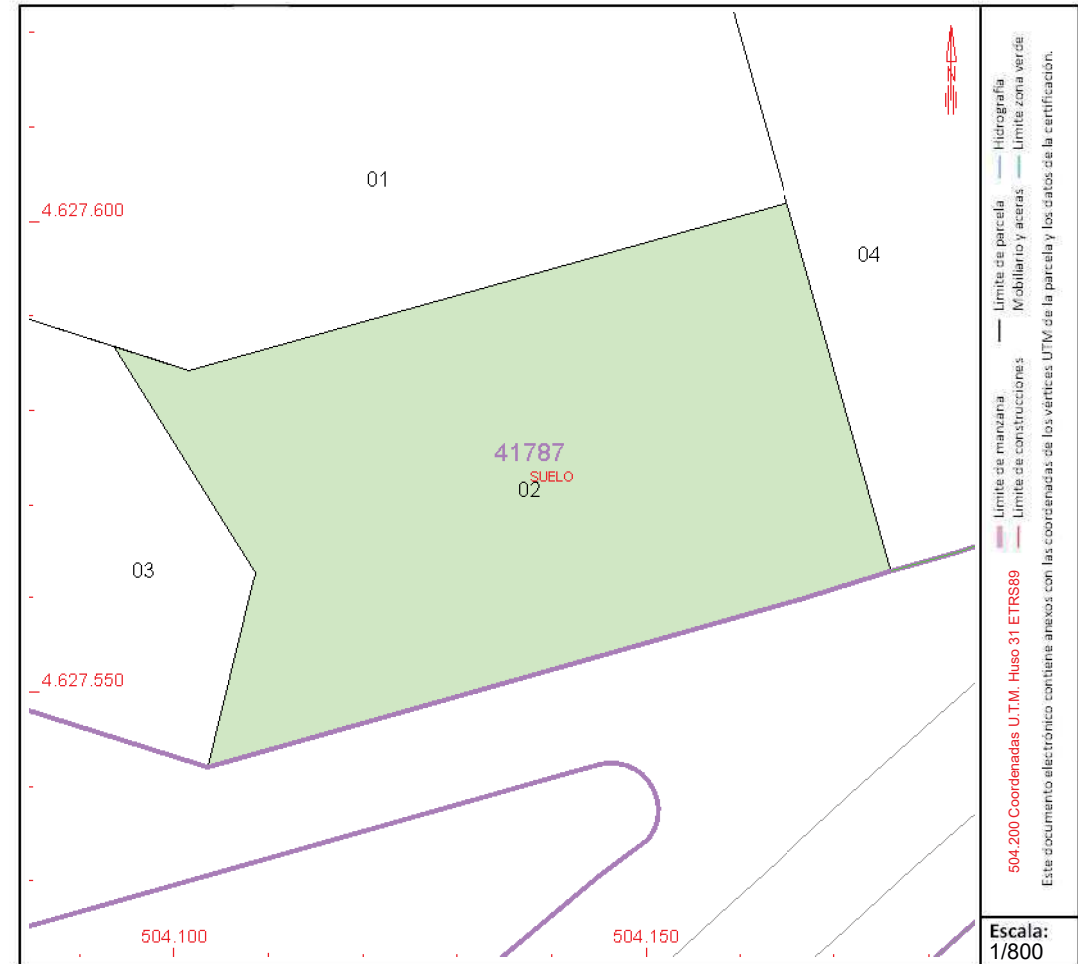 N
01
4.627.600
04
41787
SUELO
02
03
4.627.550
504.100
504.150
Hidrografía
Límite zona verde
Límite de parcela
Mobiliario y aceras
Límite de manzana
Límite de construcciones
504.200 Coordenadas U.T.M. Huso 31 ETRS89
Este documento electrónico contiene anexos con las coordenadas de los vértices UTM de la parcela y los datos de la certificación.
Escala:
1/800